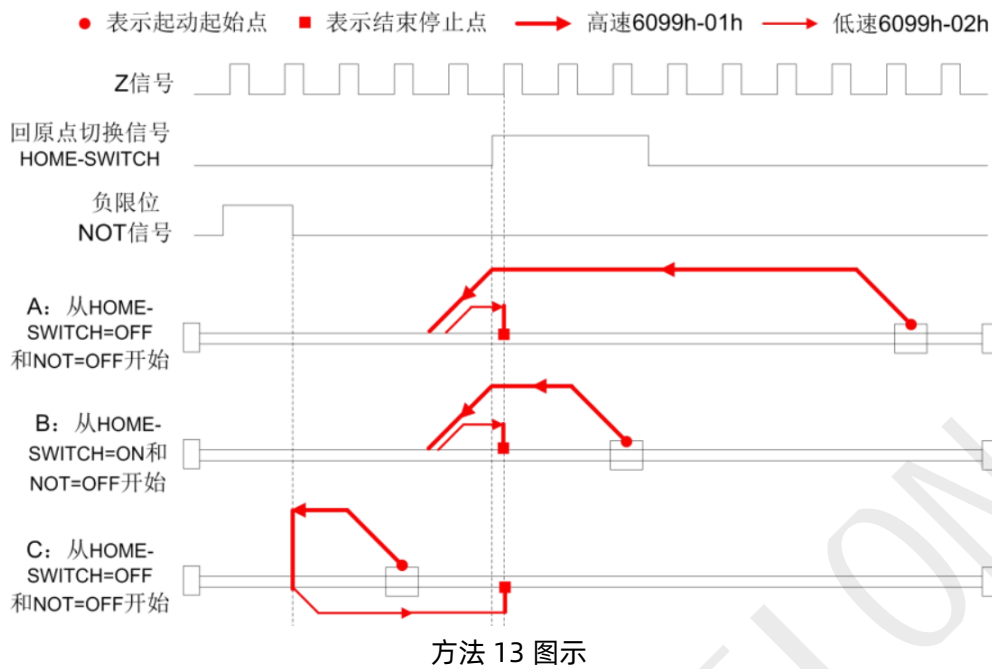 表示起动起始点 表示结束停止点 高速6099h-01h 低速6099h-02h
Z信号
回原点切换信号
HOME-SWITCH
负限位
NOT信号
A：从HOME-
SWITCH=OFF
和NOT=OFF开始
B：从HOME-
SWITCH=ON和
NOT=OFF开始
C：从HOME-
SWITCH=OFF
和NOT=OFF开始
方法 13 图示